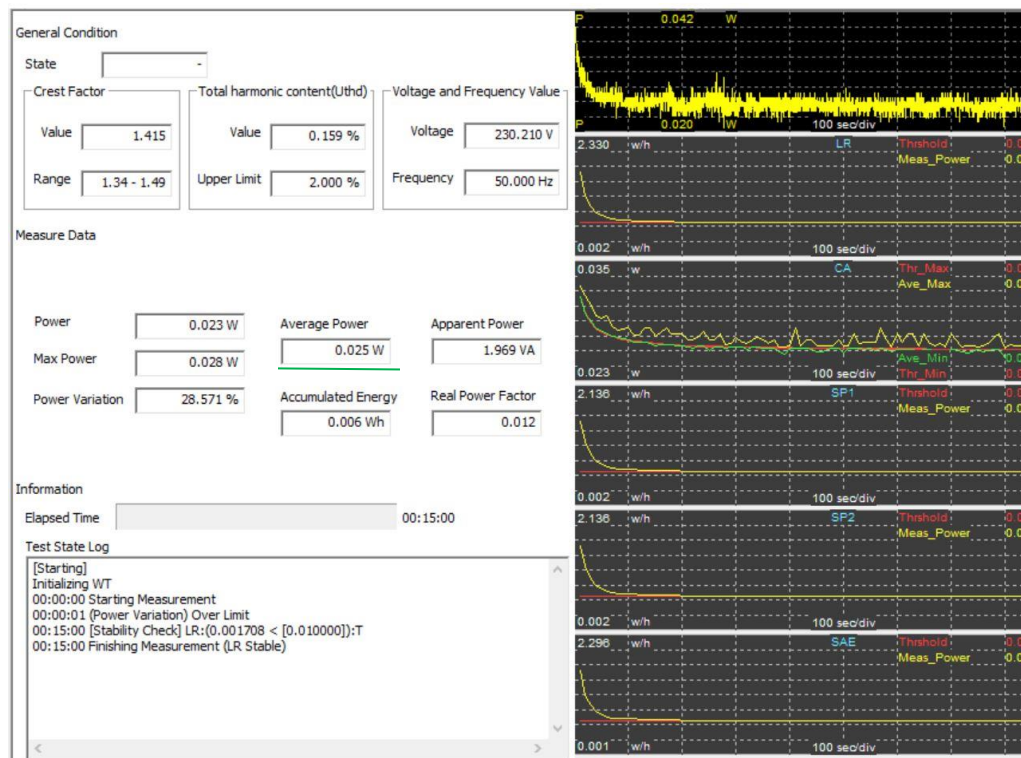 General Condition
State -
Crest Factor
Value 1.415
Range 1.34 - 1.49
Total harmonic content(Uthd)
Value 0.159 %
Upper Limit 2.000 %
Voltage and Frequency Value
Voltage 230.210 V
Frequency 50.000 Hz
Measure Data
Power 0.023 W
Max Power 0.028 W
Power Variation 28.571 %
Average Power
0.025 W
Accumulated Energy
0.006 Wh
Apparent Power
1.969 VA
Real Power Factor
0.012
Information
Elapsed Time 00:15:00
Test State Log
[Starting]
Initializing WT
00:00:00 Starting Measurement
00:00:01 (Power Variation) Over Limit
00:15:00 [Stability Check] LR:(0.001708 < [0.010000]):T
00:15:00 Finishing Measurement (LR Stable)
P 0.042 W
P 0.020 W 100 sec/div
2.330 w/h LR Thrshold
Meas_Power
0.002 w/h 100 sec/div
0.035 w CA Thr_Max
Ave_Max
Ave_Min
0.023 w 100 sec/div Thr_Min
2.136 w/h SP1 Thrshold
Meas_Power
0.002 w/h 100 sec/div
2.136 w/h SP2 Thrshold
Meas_Power
0.002 w/h 100 sec/div
2.296 w/h SAE Thrshold
Meas_Power
0.001 w/h 100 sec/div